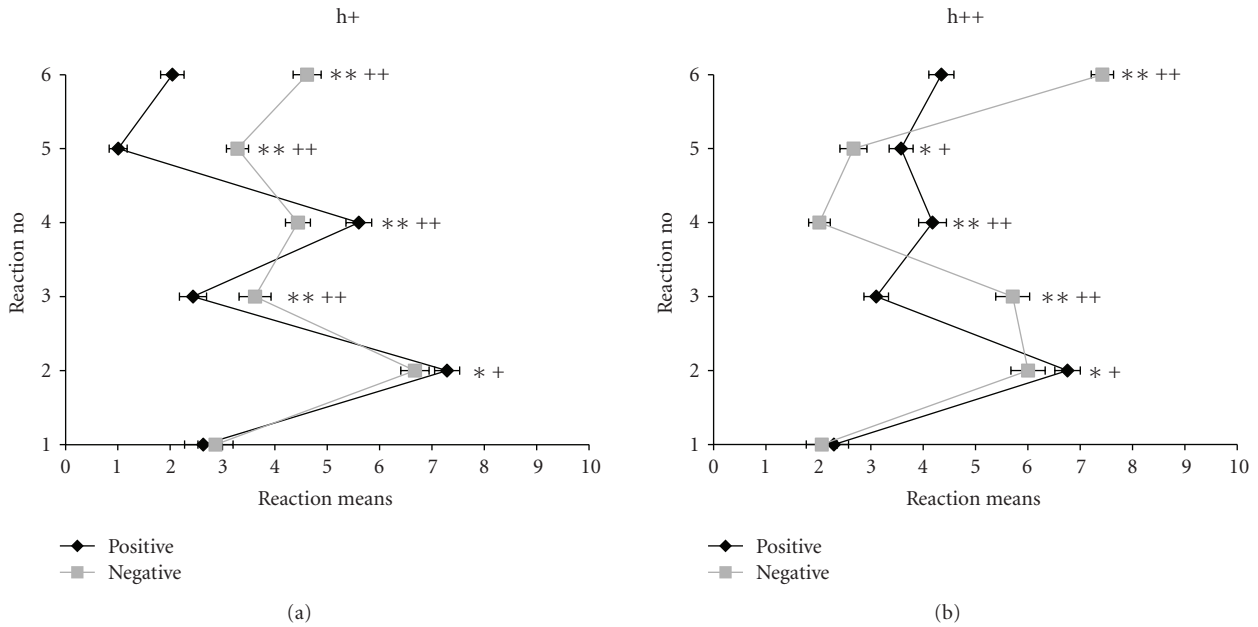 h+
6
** ++
5
** ++
4
** ++
3
** ++
2
* +
1
0 1 2 3 4 5 6 7 8 9 10
Reaction no
Reaction means
Positive
Negative
(a)
h++
6
** ++
5
* +
4
** ++
3
** ++
2
* +
1
0 1 2 3 4 5 6 7 8 9 10
Reaction no
Reaction means
Positive
Negative
(b)